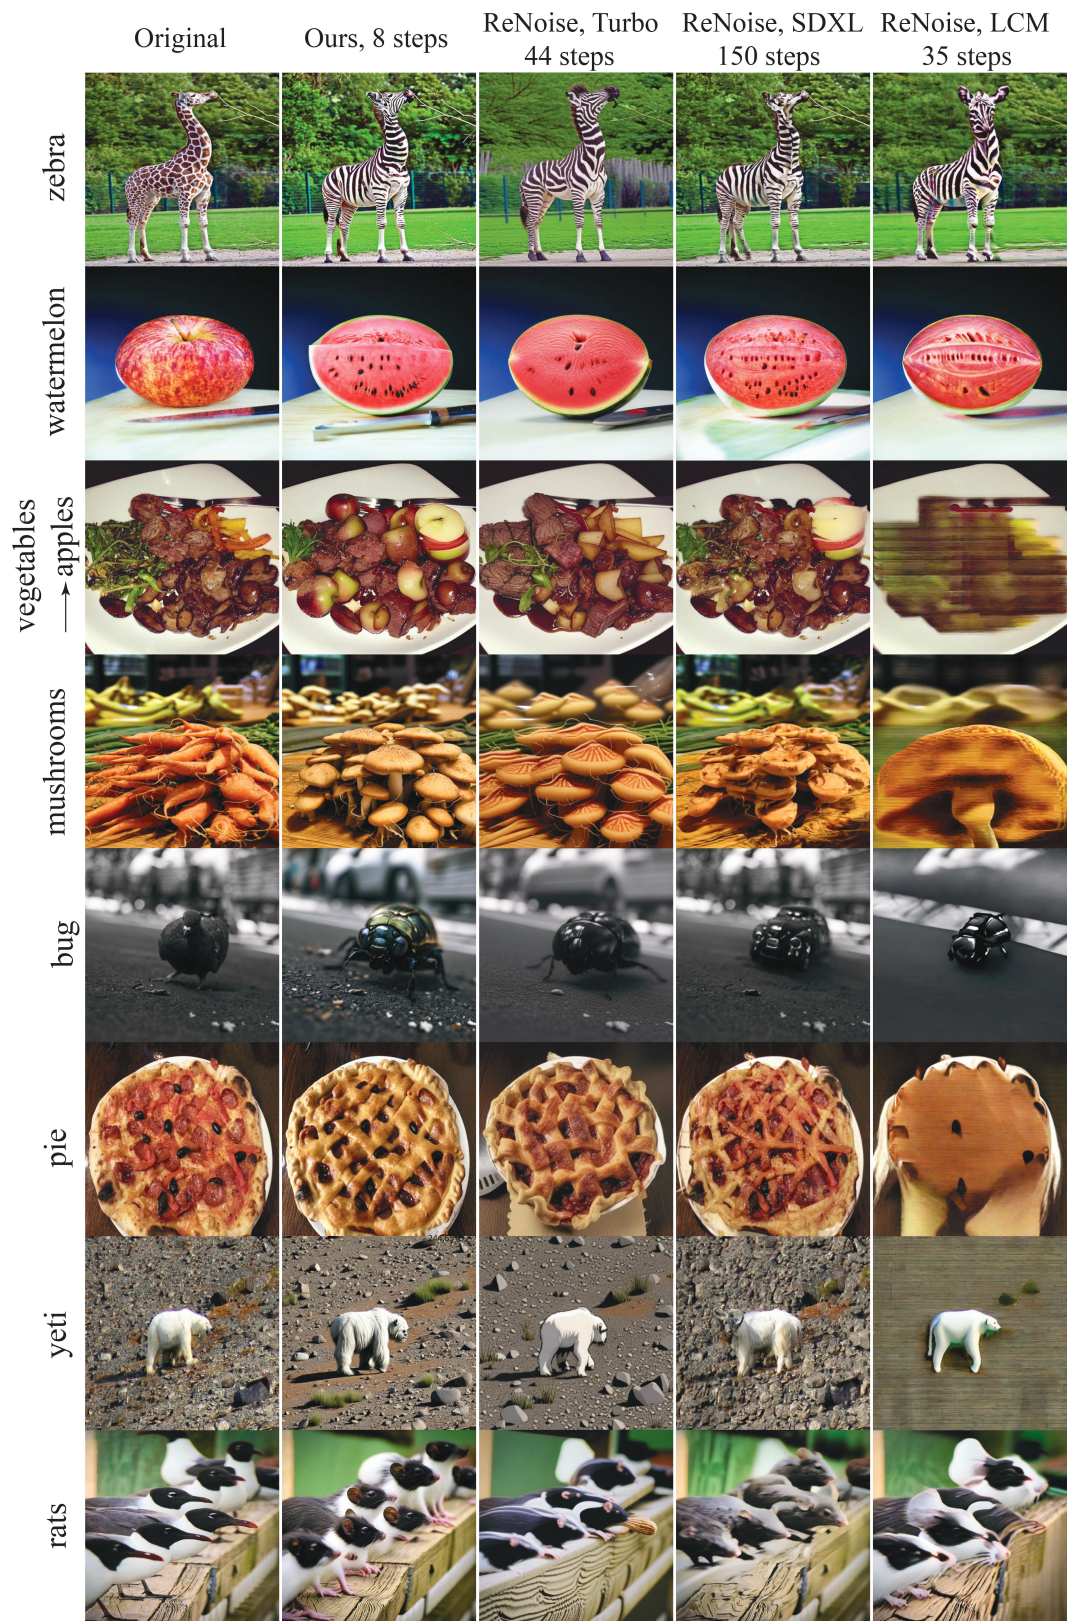 Original
Ours, 8 steps
ReNoise, Turbo
44 steps
ReNoise, SDXL
150 steps
ReNoise, LCM
35 steps
zebra
watermelon
vegetables
→ apples
mushrooms
bug
pie
yeti
rats